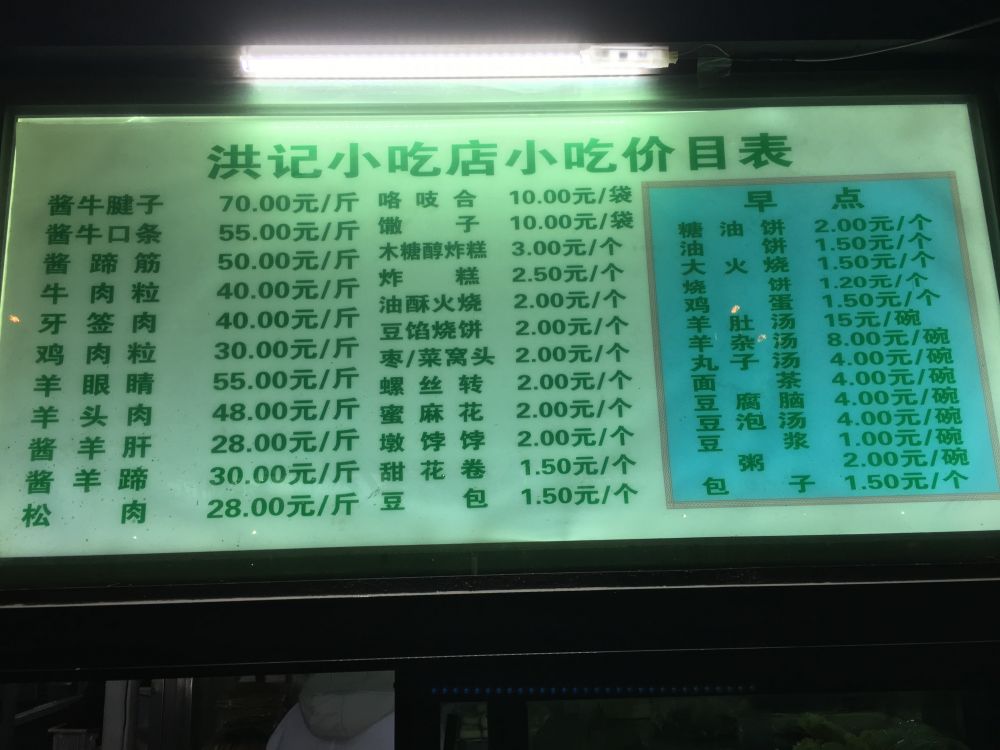 洪记小吃店小吃价目表
酱牛腱子 70.00元/斤
酱牛口条 55.00元/斤
酱蹄筋 50.00元/斤
牛肉粒 40.00元/斤
牙签肉 40.00元/斤
鸡肉粒 30.00元/斤
羊眼睛 55.00元/斤
羊头肉 48.00元/斤
酱羊肝 28.00元/斤
酱羊蹄 30.00元/斤
松肉 28.00元/斤
咯吱合 10.00元/袋
馓子 10.00元/袋
木糖醇炸糕 3.00元/个
炸糕 2.50元/个
油酥火烧 2.00元/个
豆馅烧饼 2.00元/个
枣/菜窝头 2.00元/个
螺丝转 2.00元/个
蜜麻花 2.00元/个
墩饽饽 2.00元/个
甜花卷 1.50元/个
豆包 1.50元/个
早点
糖油饼 2.00元/个
油饼 1.50元/个
大火烧 1.50元/个
烧饼 1.20元/个
鸡蛋 1.50元/个
羊肚汤 15元/碗
羊杂汤 8.00元/碗
丸子汤 4.00元/碗
面茶 4.00元/碗
豆腐脑 4.00元/碗
豆泡汤 4.00元/碗
豆浆 1.00元/碗
粥 2.00元/碗
包子 1.50元/个